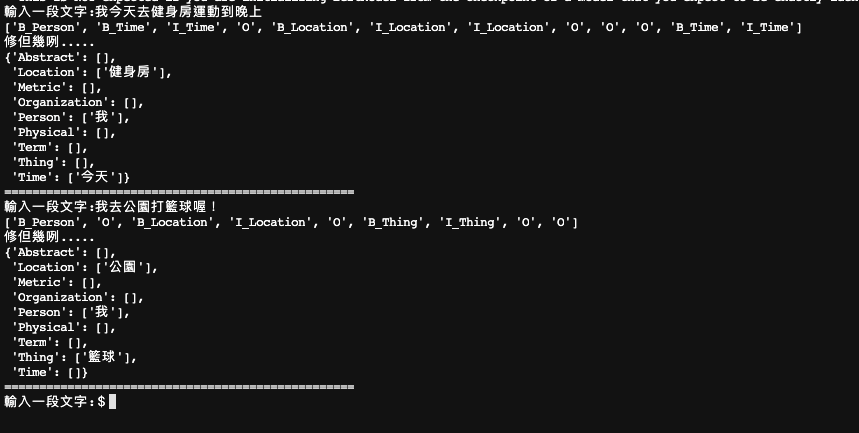 輸入一段文字:我今天去健身房運動到晚上
['B_Person', 'B_Time', 'I_Time', 'O', 'B_Location', 'I_Location', 'I_Location', 'O', 'O', 'O', 'B_Time', 'I_Time']
修但幾咧.....
{'Abstract': [],
 'Location': ['健身房'],
 'Metric': [],
 'Organization': [],
 'Person': ['我'],
 'Physical': [],
 'Term': [],
 'Thing': [],
 'Time': ['今天']}
==================================================
輸入一段文字:我去公園打籃球喔！
['B_Person', 'O', 'B_Location', 'I_Location', 'O', 'B_Thing', 'I_Thing', 'O', 'O']
修但幾咧.....
{'Abstract': [],
 'Location': ['公園'],
 'Metric': [],
 'Organization': [],
 'Person': ['我'],
 'Physical': [],
 'Term': [],
 'Thing': ['籃球'],
 'Time': []}
==================================================
輸入一段文字:$